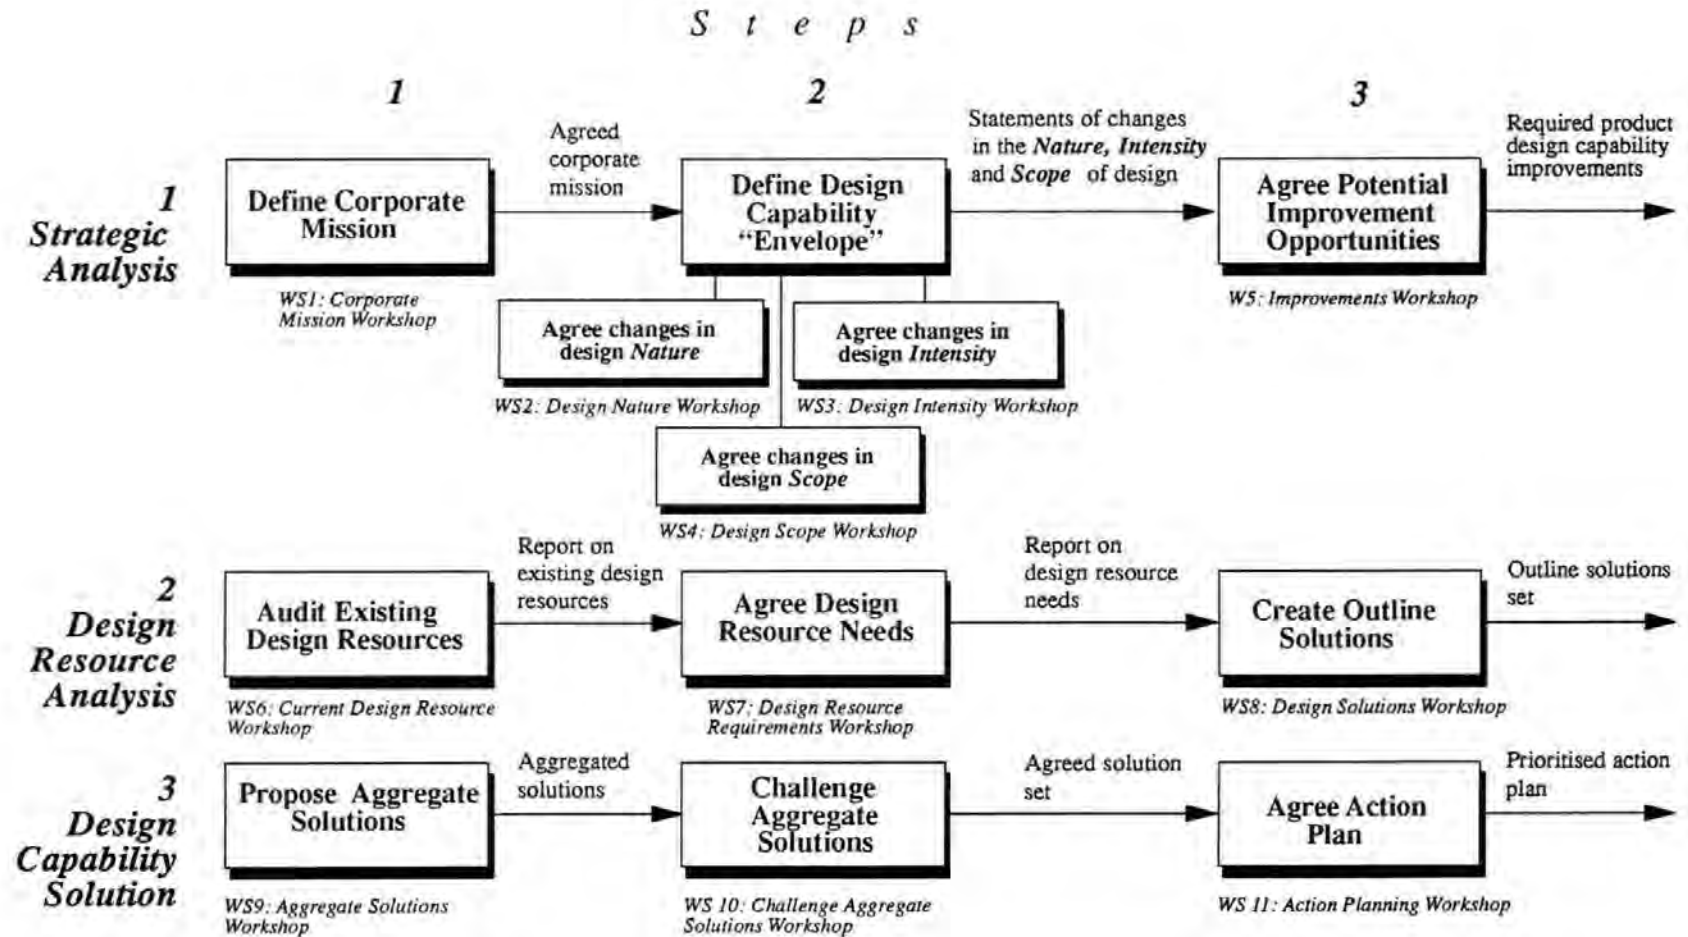 S t e p s
1
2
3
1
Strategic
Analysis
Define Corporate
Mission
WS1: Corporate
Mission Workshop
Agreed
corporate
mission
Define Design
Capability
“Envelope”
Statements of changes
in the Nature, Intensity
and Scope of design
Agree Potential
Improvement
Opportunities
W5: Improvements Workshop
Required product
design capability
improvements
Agree changes in
design Nature
WS2: Design Nature Workshop
Agree changes in
design Intensity
WS3: Design Intensity Workshop
Agree changes in
design Scope
WS4: Design Scope Workshop
2
Design
Resource
Analysis
Audit Existing
Design Resources
WS6: Current Design Resource
Workshop
Report on
existing design
resources
Agree Design
Resource Needs
WS7: Design Resource
Requirements Workshop
Report on
design resource
needs
Create Outline
Solutions
WS8: Design Solutions Workshop
Outline solutions
set
3
Design
Capability
Solution
Propose Aggregate
Solutions
WS9: Aggregate Solutions
Workshop
Aggregated
solutions
Challenge
Aggregate
Solutions
WS 10: Challenge Aggregate
Solutions Workshop
Agreed solution
set
Agree Action
Plan
WS 11: Action Planning Workshop
Prioritised action
plan